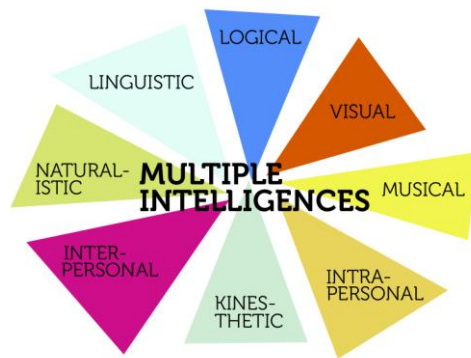 LOGICAL
LINGUISTIC
VISUAL
NATURAL-
ISTIC
MULTIPLE
INTELLIGENCES
MUSICAL
INTER-
PERSONAL
INTRA-
PERSONAL
KINES-
THETIC